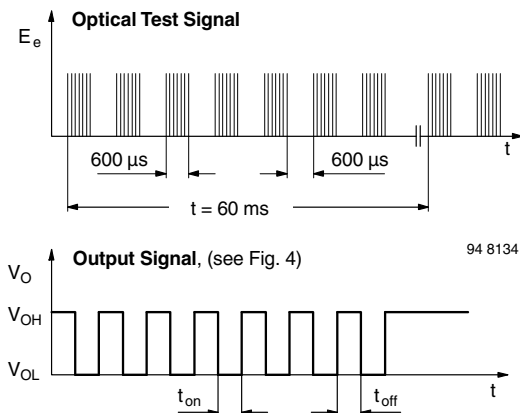 Optical Test Signal
E_e
600 µs
600 µs
t
t = 60 ms
Output Signal, (see Fig. 4)
94 8134
V_O
V_OH
V_OL
t_on
t_off
t